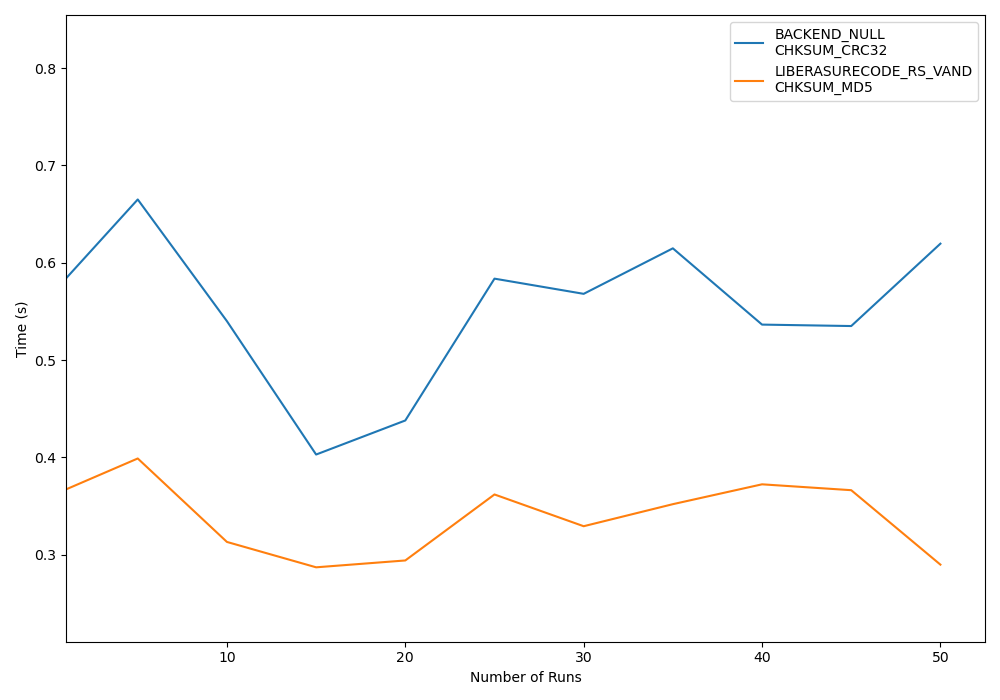 BACKEND_NULL
CHKSUM_CRC32
LIBERASURECODE_RS_VAND
CHKSUM_MD5
0.8
0.7
0.6
0.5
0.4
0.3
Time (s)
10 20 30 40 50
Number of Runs